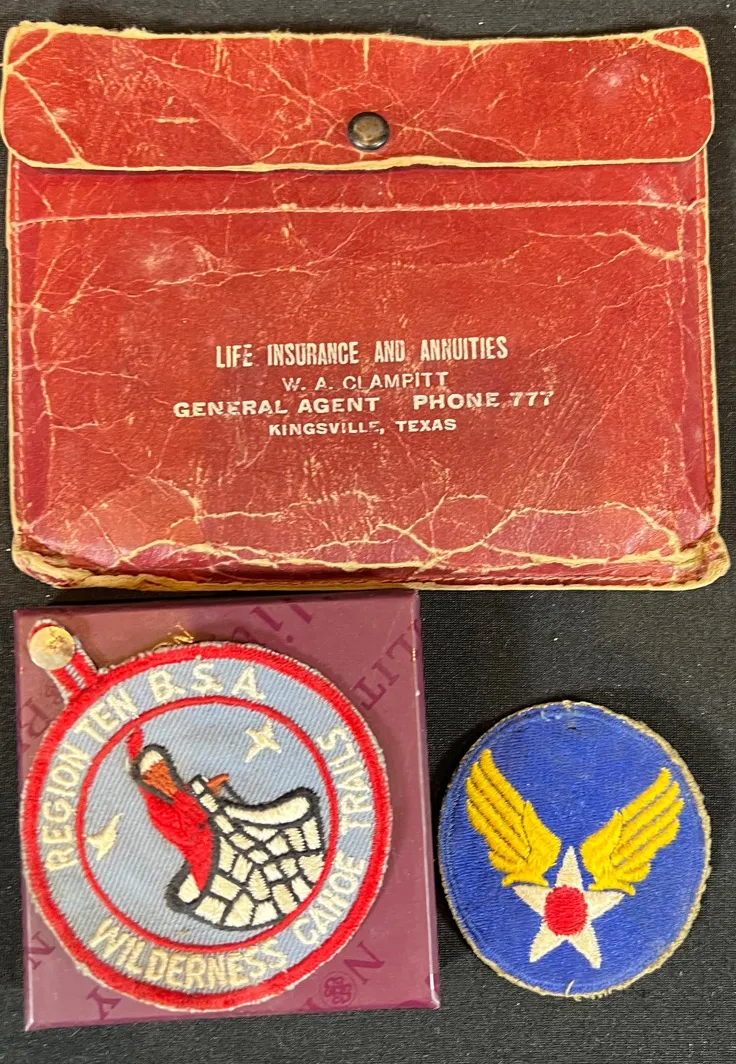 LIFE INSURANCE AND ANNUITIES
W. A. CLAMPITT
GENERAL AGENT PHONE 777
KINGSVILLE, TEXAS
REGION TEN B.S.A.
WILDERNESS CANOE TRAILS